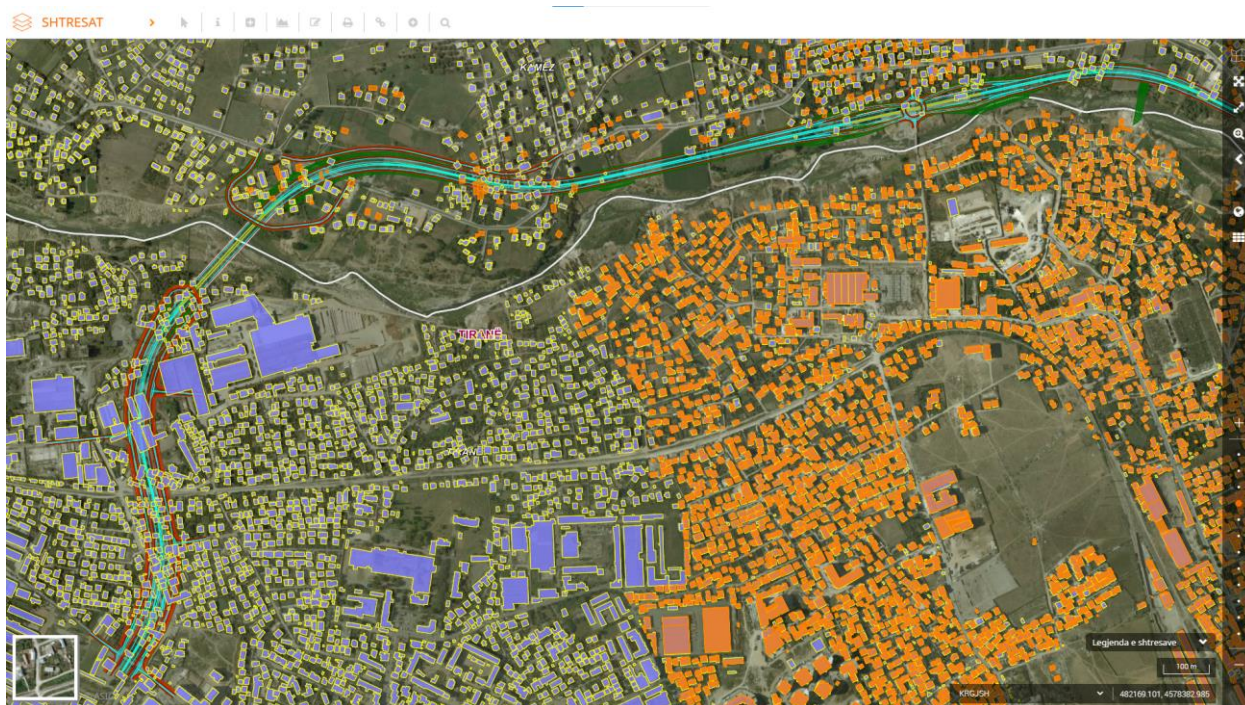 SHTRESAT
KAMËZ
TIRANË
Legjenda e shtresave
100 m
KRGJSH
482169.101, 4578382.985